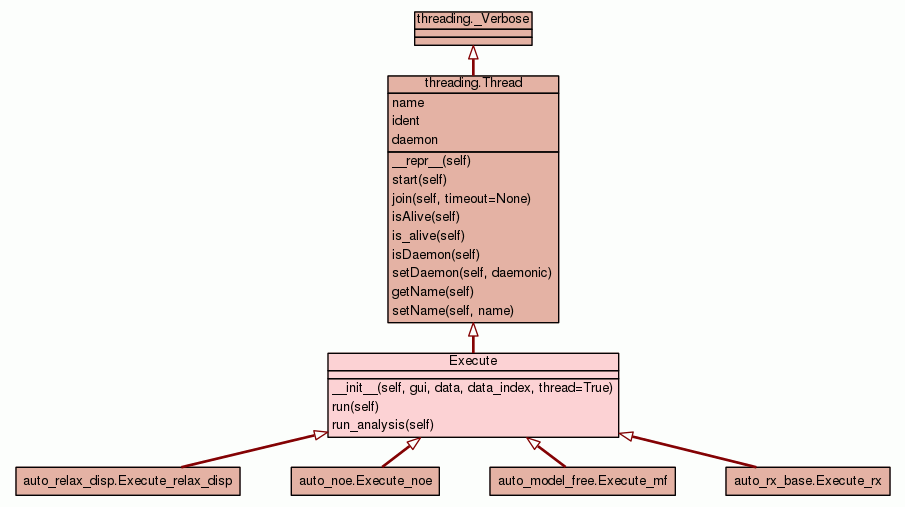 threading._Verbose
threading.Thread
name
ident
daemon
__repr__(self)
start(self)
join(self, timeout=None)
isAlive(self)
is_alive(self)
isDaemon(self)
setDaemon(self, daemonic)
getName(self)
setName(self, name)
Execute
__init__(self, gui, data, data_index, thread=True)
run(self)
run_analysis(self)
auto_relax_disp.Execute_relax_disp
auto_noe.Execute_noe
auto_model_free.Execute_mf
auto_rx_base.Execute_rx